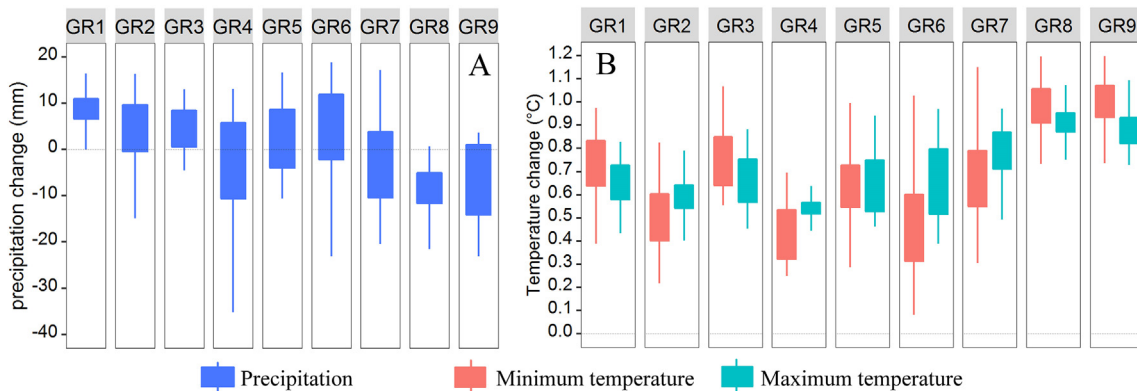 GR1 GR2 GR3 GR4 GR5 GR6 GR7 GR8 GR9
A
precipitation change (mm)
20
10
0
-10
-20
-30
-40
GR1 GR2 GR3 GR4 GR5 GR6 GR7 GR8 GR9
B
Temperature change (°C)
1.2
1.1
1.0
0.9
0.8
0.7
0.6
0.5
0.4
0.3
0.2
0.1
0.0
Precipitation
Minimum temperature
Maximum temperature